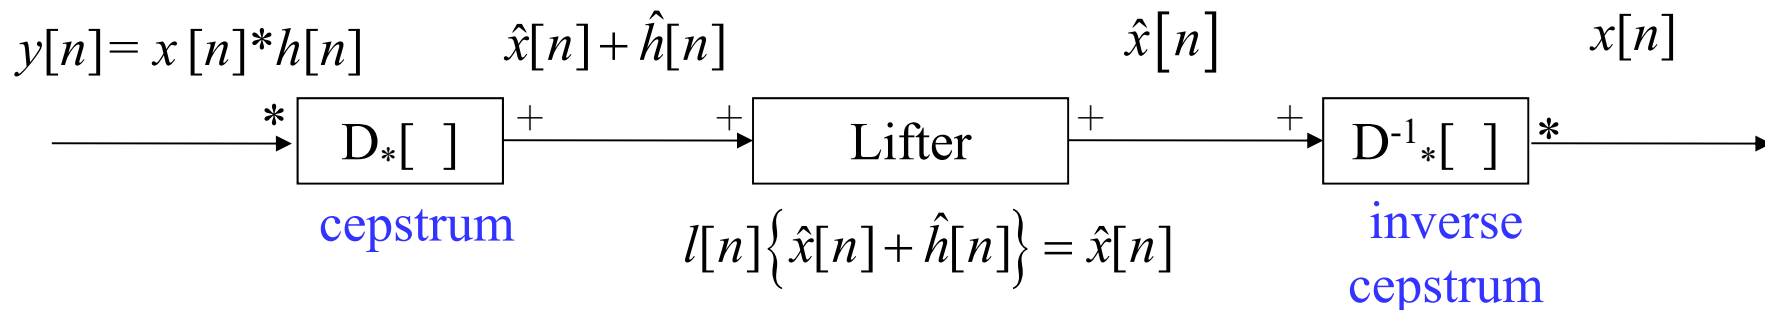 y[n]= x [n]*h[n]
x̂[n]+ĥ[n]
x̂[n]
x[n]
* D*[ ] + + Lifter + + D⁻¹*[ ] *
cepstrum
l[n]{x̂[n]+ĥ[n]} = x̂[n]
inverse
cepstrum